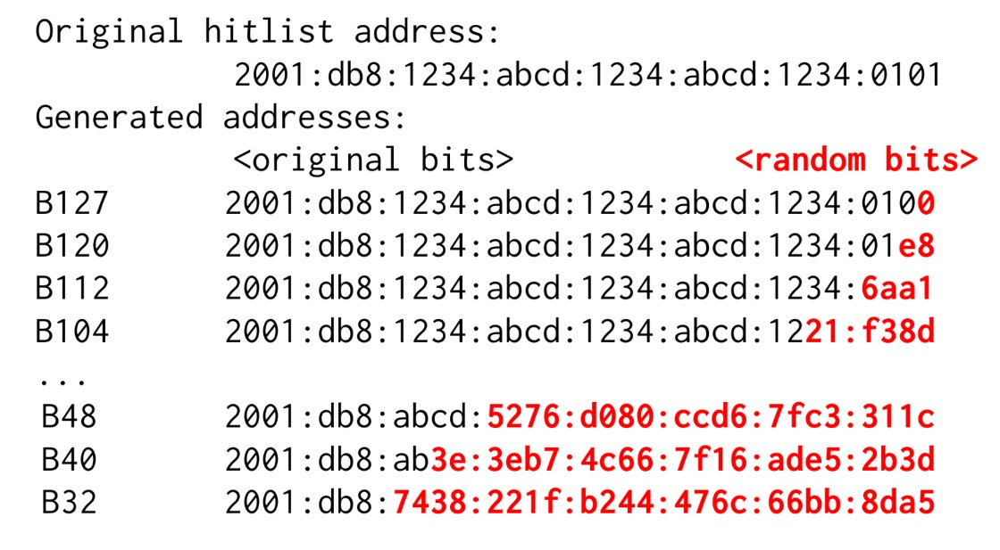 Original hitlist address:
2001:db8:1234:abcd:1234:abcd:1234:0101
Generated addresses:
<original bits> <random bits>
B127 2001:db8:1234:abcd:1234:abcd:1234:0100
B120 2001:db8:1234:abcd:1234:abcd:1234:01e8
B112 2001:db8:1234:abcd:1234:abcd:1234:6aa1
B104 2001:db8:1234:abcd:1234:abcd:1221:f38d
...
B48 2001:db8:abcd:5276:d080:ccd6:7fc3:311c
B40 2001:db8:ab3e:3eb7:4c66:7f16:ade5:2b3d
B32 2001:db8:7438:221f:b244:476c:66bb:8da5